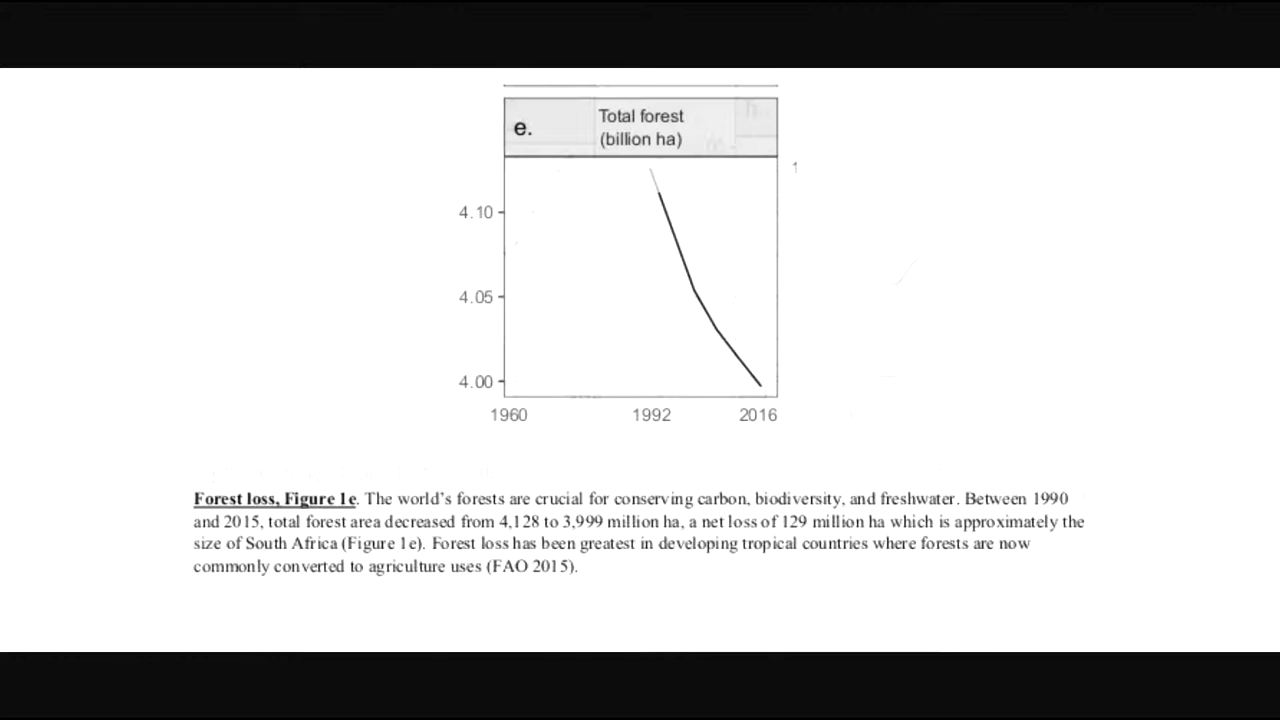 e.
Total forest
(billion ha)
1
4.10
4.05
4.00
1960 1992 2016
Forest loss, Figure 1e. The world's forests are crucial for conserving carbon, biodiversity, and freshwater. Between 1990
and 2015, total forest area decreased from 4,128 to 3,999 million ha, a net loss of 129 million ha which is approximately the
size of South Africa (Figure 1e). Forest loss has been greatest in developing tropical countries where forests are now
commonly converted to agriculture uses (FAO 2015).